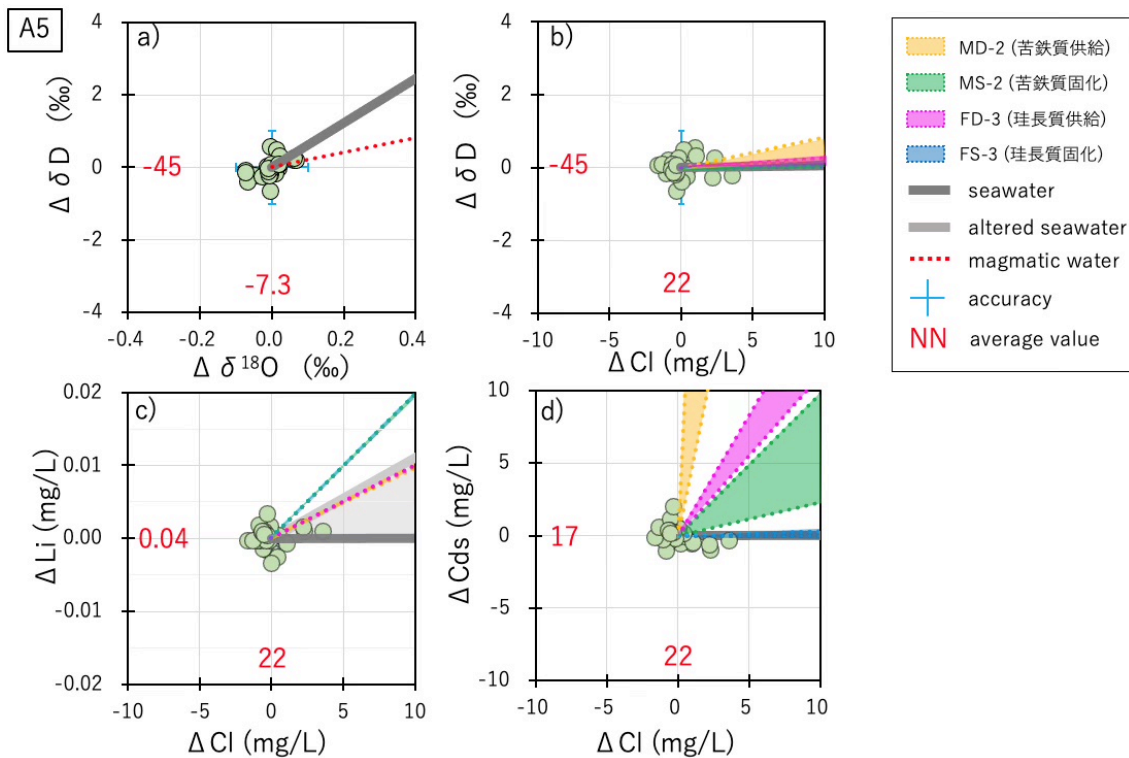 A5
a)
4
2
0
-2
-4
Δ δD (‰)
-45
-7.3
-0.4 -0.2 0.0 0.2 0.4
Δ δ¹⁸O (‰)
b)
4
2
0
-2
-4
Δ δD (‰)
-45
22
-10 -5 0 5 10
Δ Cl (mg/L)
MD-2 (苦鉄質供給)
MS-2 (苦鉄質固化)
FD-3 (珪長質供給)
FS-3 (珪長質固化)
seawater
altered seawater
magmatic water
accuracy
NN average value
c)
0.02
0.01
0.00
-0.01
-0.02
Δ Li (mg/L)
0.04
22
-10 -5 0 5 10
Δ Cl (mg/L)
d)
10
5
0
-5
-10
Δ Cds (mg/L)
17
22
-10 -5 0 5 10
Δ Cl (mg/L)